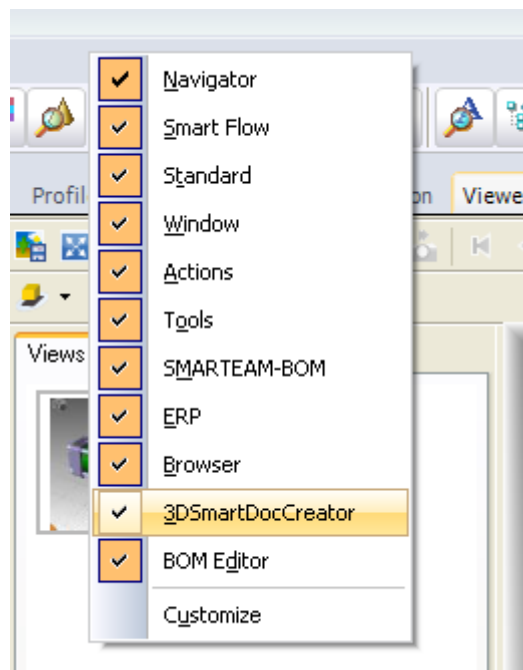 Navigator
Smart Flow
Standard
Profil
on
Viewe
Window
Actions
Tools
Views
SMARTEAM-BOM
ERP
Browser
3DSmartDocCreator
BOM Editor
Customize